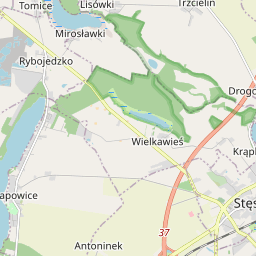 Tomice
Lisówki
Trzcielin
Mirosławki
Rybojedzko
Drogo
Wielkawieś
Krąpl
apowice
Stęs
37
Antoninek